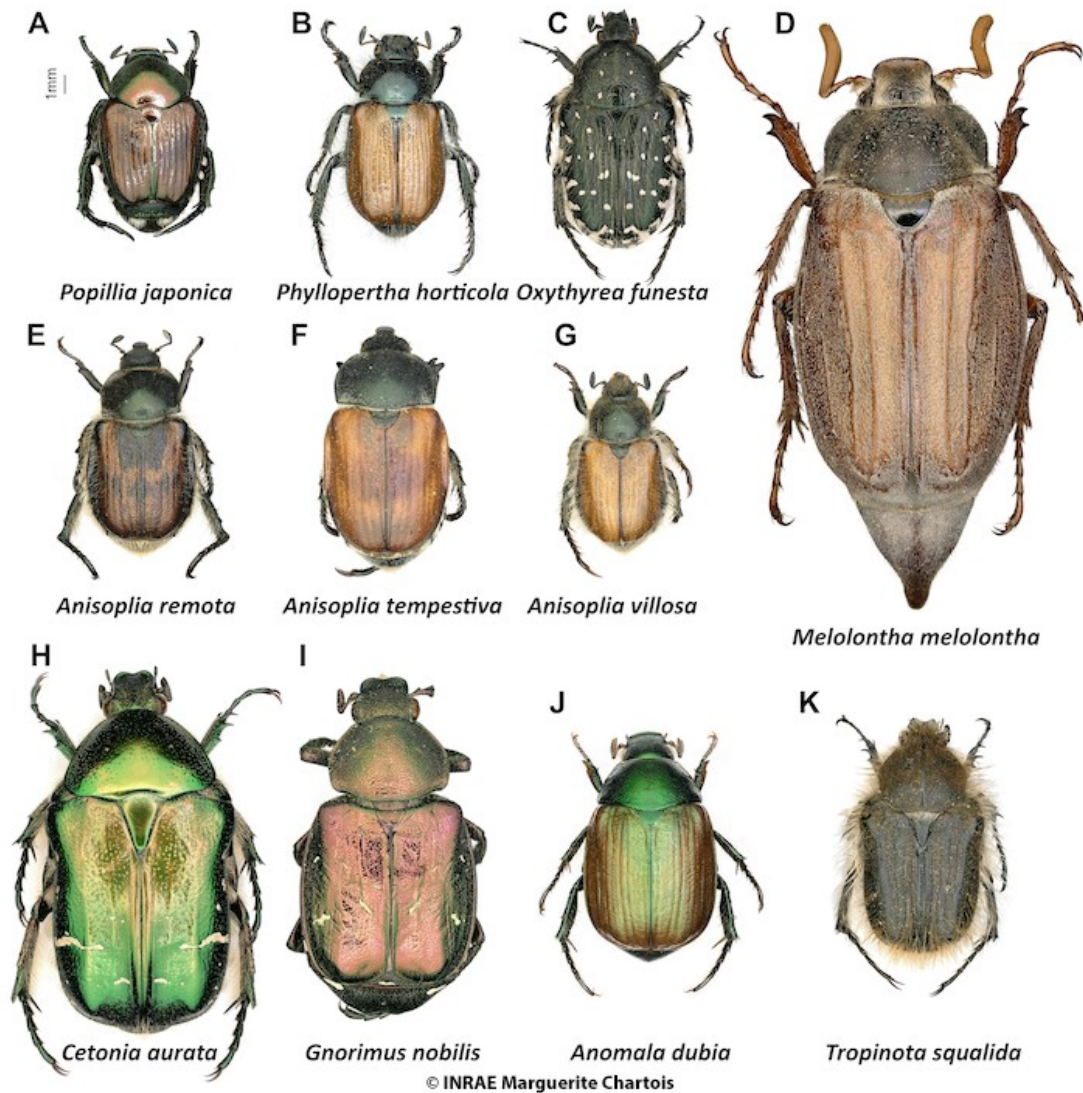 A B C D
1mm
Popillia japonica Phyllopertha horticola Oxythyrea funesta
E F G
Anisoplia remota Anisoplia tempestiva Anisoplia villosa
Melolontha melolontha
H I J K
Cetonia aurata Gnorimus nobilis Anomala dubia Tropinota squalida
© INRAE Marguerite Chartois